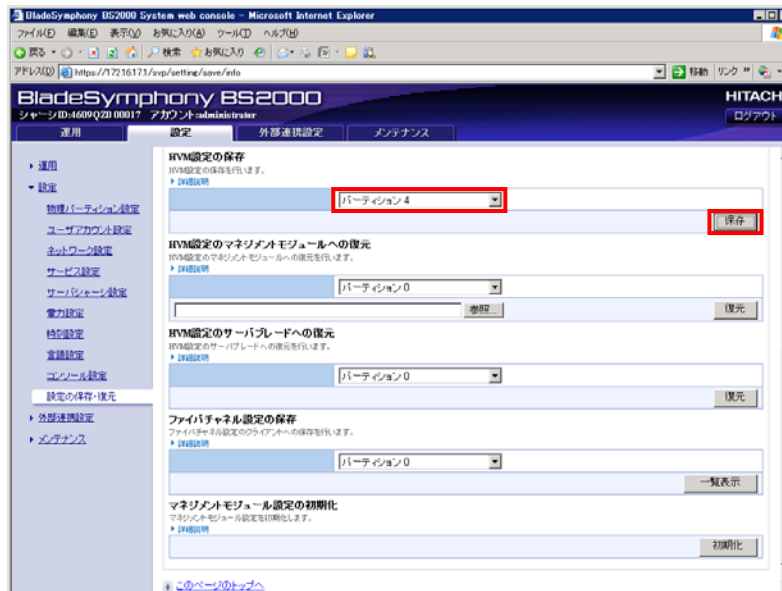 BladeSymphony BS2000 System web console - Microsoft Internet Explorer
ファイル(F) 編集(E) 表示(V) お気に入り(A) ツール(T) ヘルプ(H)
戻る 検索 お気に入り
アドレス(D) https://172.16.17.1/svp/setting/save/info 移動 リンク »
BladeSymphony BS2000 HITACH
シャーシID:4609QZ0 00017 アカウント:administrator ログアウト
運用 設定 外部連携設定 メンテナンス
運用
設定
物理パーティション設定
ユーザアカウント設定
ネットワーク設定
サービス設定
サーバシャーシ設定
電力設定
時刻設定
言語設定
コンソール設定
設定の保存・復元
外部連携設定
メンテナンス
HVM設定の保存
HVM設定の保存を行います。
詳細説明
パーティション 4
保存
HVM設定のマネジメントモジュールへの復元
HVM設定のマネジメントモジュールへの復元を行います。
詳細説明
パーティション 0
参照... 復元
HVM設定のサーバブレードへの復元
HVM設定のサーバブレードへの復元を行います。
詳細説明
パーティション 0
復元
ファイバチャネル設定の保存
ファイバチャネル設定のクライアントへの保存を行います。
詳細説明
パーティション 0
一覧表示
マネジメントモジュール設定の初期化
マネジメントモジュール設定を初期化します。
詳細説明
初期化
このページのトップへ